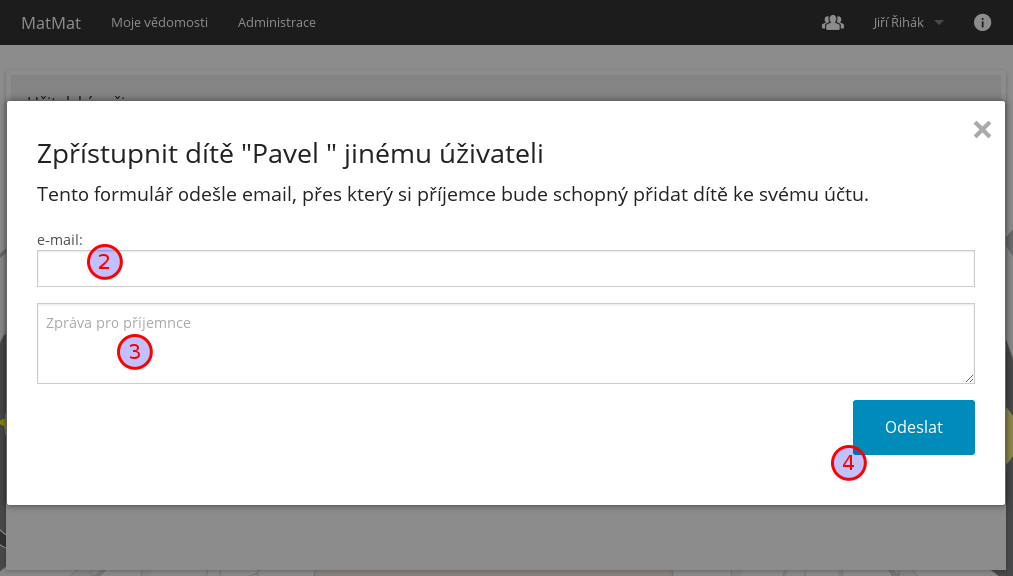 MatMat Moje vědomosti Administrace Jiří Řihák
Zpřístupnit dítě "Pavel " jinému úživateli
Tento formulář odešle email, přes který si příjemce bude schopný přidat dítě ke svému účtu.
e-mail:
2
Zpráva pro příjemnce
3
Odeslat
4